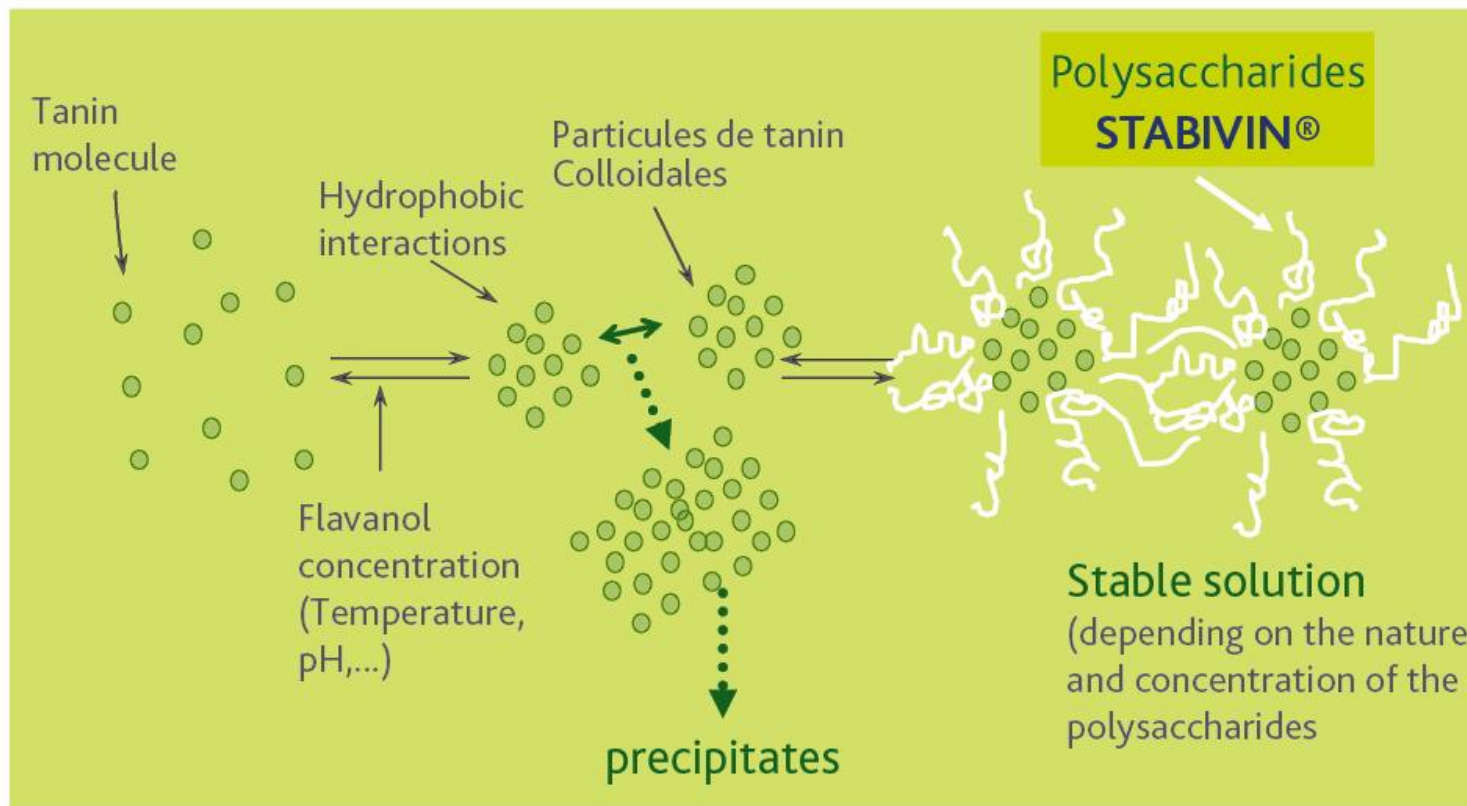 Tanin
molecule
Hydrophobic
interactions
Particules de tanin
Colloidales
Polysaccharides
STABIVIN®
Flavanol
concentration
(Temperature,
pH,...)
precipitates
Stable solution
(depending on the nature
and concentration of the
polysaccharides